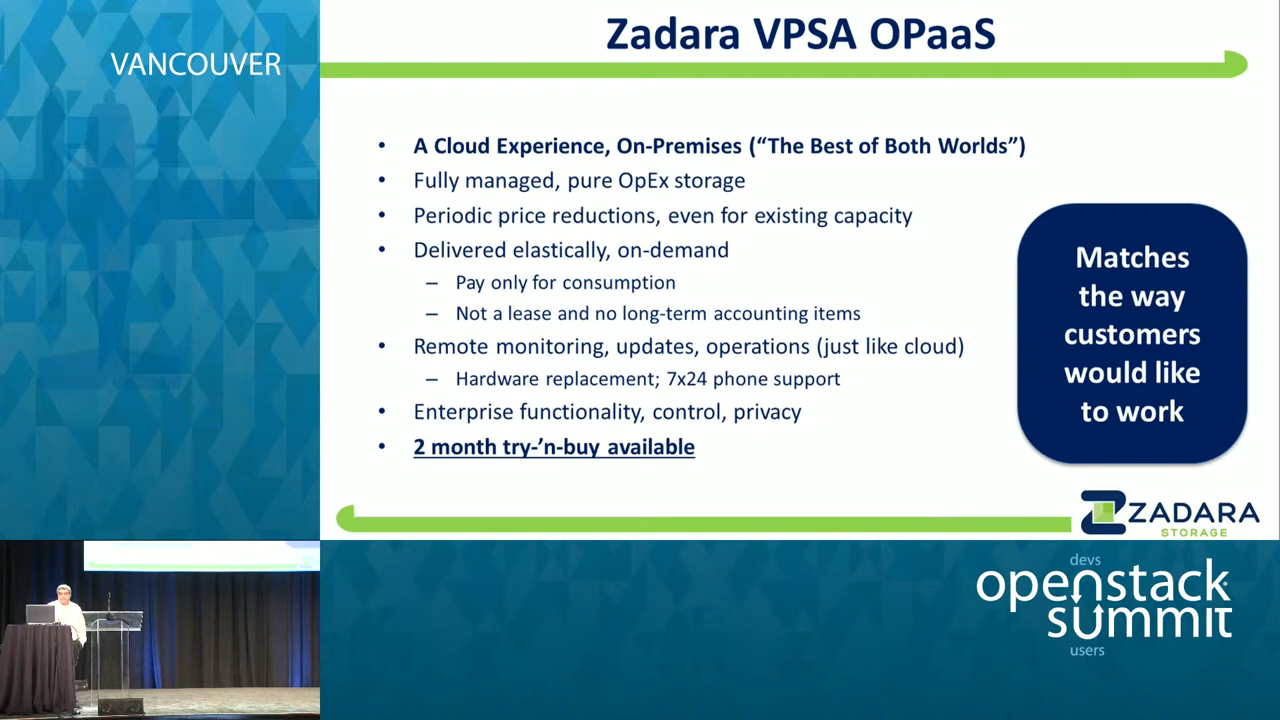 VANCOUVER
Zadara VPSA OPaaS
• A Cloud Experience, On-Premises (“The Best of Both Worlds”)
• Fully managed, pure OpEx storage
• Periodic price reductions, even for existing capacity
• Delivered elastically, on-demand
– Pay only for consumption
– Not a lease and no long-term accounting items
• Remote monitoring, updates, operations (just like cloud)
– Hardware replacement; 7x24 phone support
• Enterprise functionality, control, privacy
• 2 month try-’n-buy available
Matches
the way
customers
would like
to work
ZADARA
STORAGE
devs
openstack
summit
users